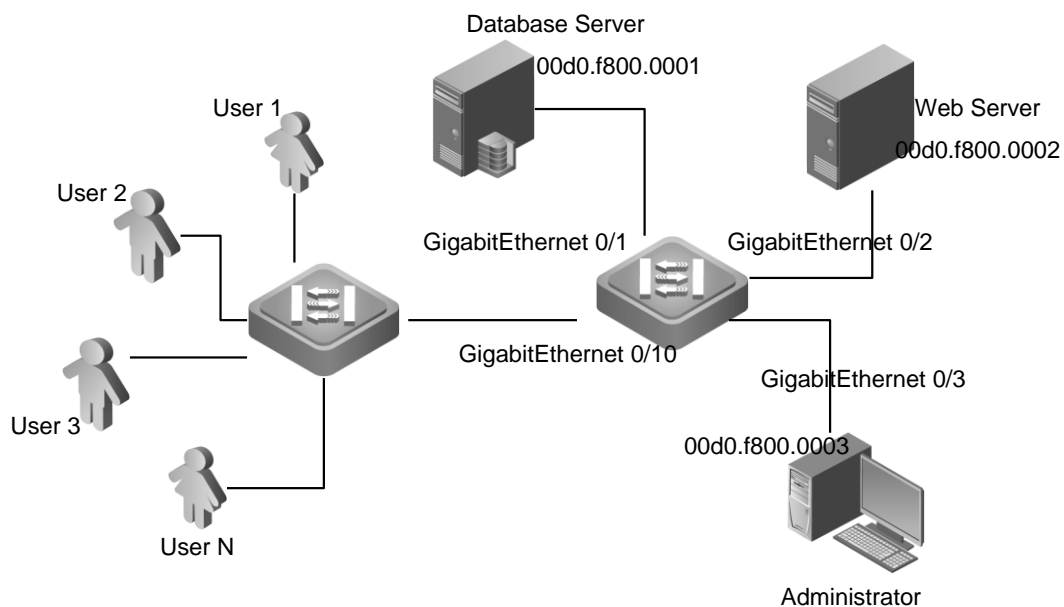 Database Server
00d0.f800.0001
User 1
Web Server
00d0.f800.0002
User 2
GigabitEthernet 0/1
GigabitEthernet 0/2
GigabitEthernet 0/10
GigabitEthernet 0/3
User 3
00d0.f800.0003
User N
Administrator